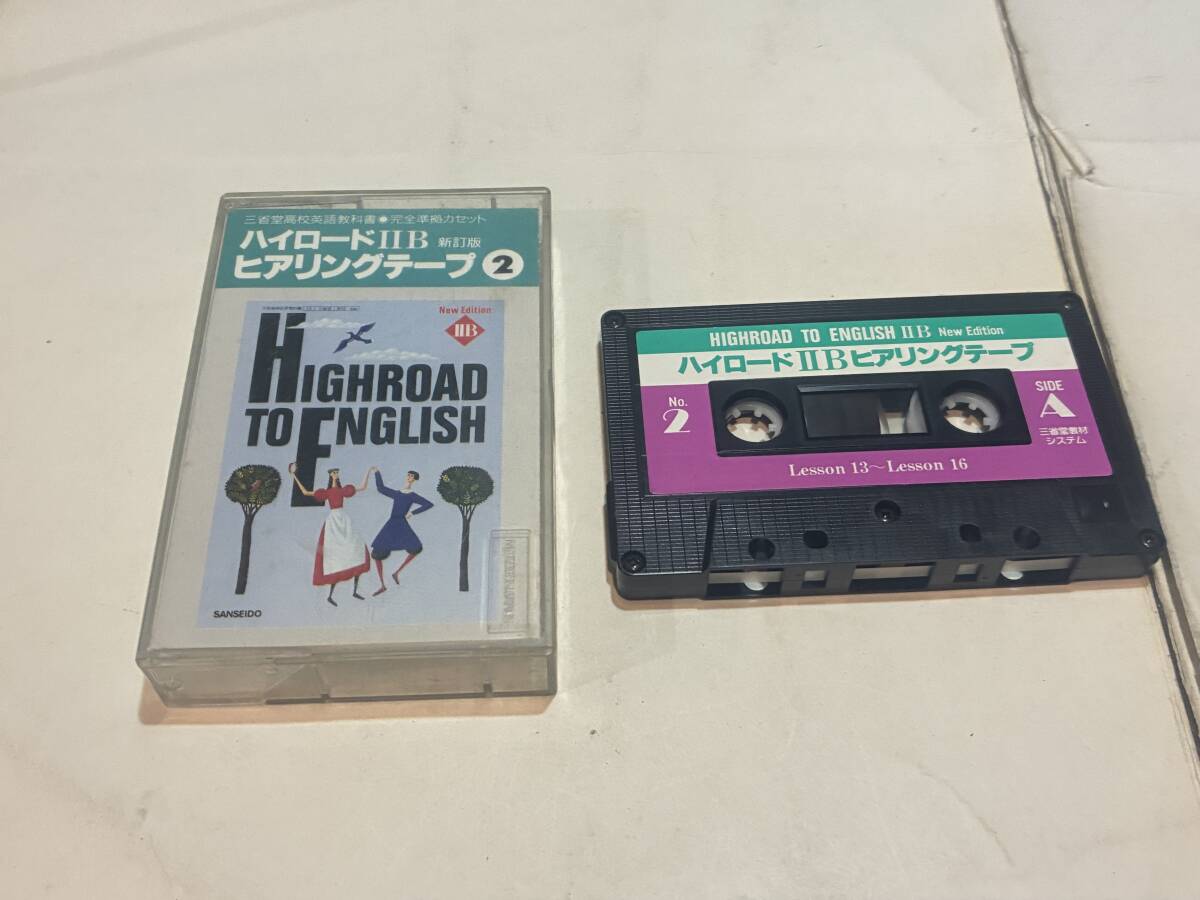 三省堂高校英語教科書●完全準拠カセット
ハイロードIIB 新訂版
ヒアリングテープ 2
New Edition
IIB
HIGHROAD
TO ENGLISH
SANSEIDO
HIGHROAD TO ENGLISH IIB New Edition
ハイロードIIBヒアリングテープ
No.
2
SIDE
A
三省堂教材
システム
Lesson 13〜Lesson 16